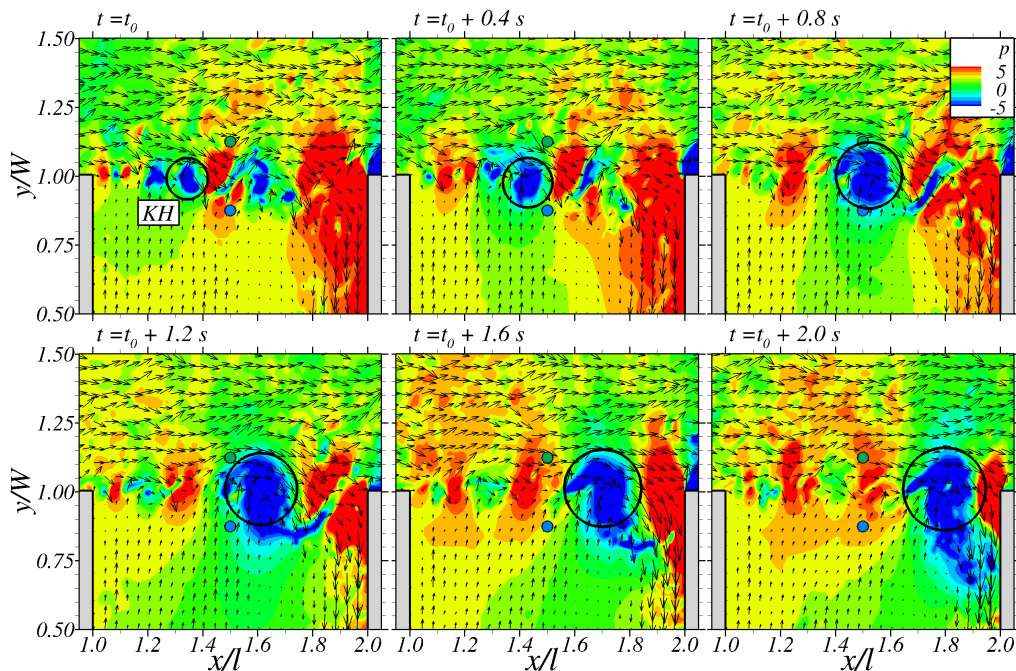 t = t0 t = t0 + 0.4 s t = t0 + 0.8 s
1.50
1.25
1.00
0.75
0.50
y/W
KH
p
5
0
-5
t = t0 + 1.2 s t = t0 + 1.6 s t = t0 + 2.0 s
1.50
1.25
1.00
0.75
0.50
y/W
1.0 1.2 1.4 1.6 1.8 2.0 1.0 1.2 1.4 1.6 1.8 2.0 1.0 1.2 1.4 1.6 1.8 2.0
x/l x/l x/l